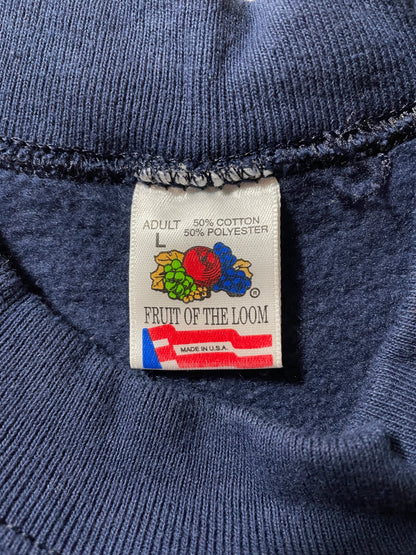 ADULT 50% COTTON
L 50% POLYESTER
®
FRUIT OF THE LOOM
MADE IN U.S.A.